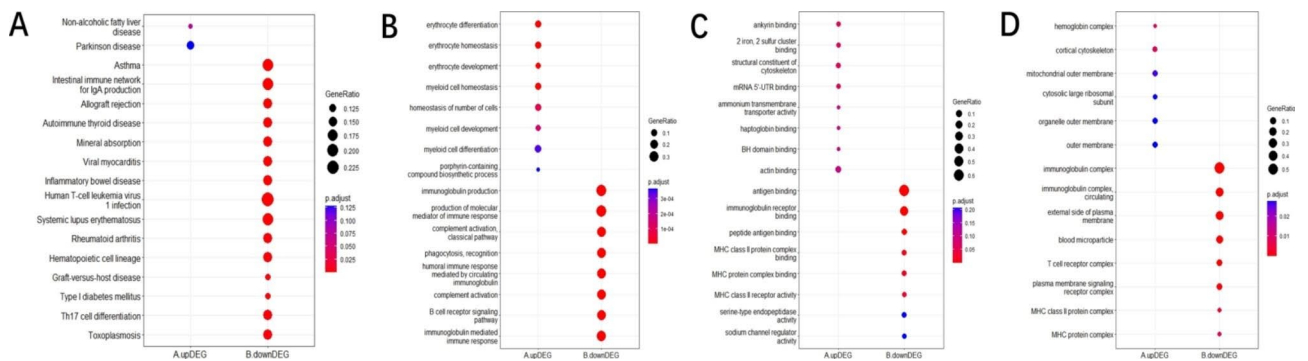 A
Non-alcoholic fatty liver
disease
Parkinson disease
Asthma
Intestinal immune network
for IgA production
Allograft rejection
Autoimmune thyroid disease
Mineral absorption
Viral myocarditis
Inflammatory bowel disease
Human T-cell leukemia virus
1 infection
Systemic lupus erythematosus
Rheumatoid arthritis
Hematopoietic cell lineage
Graft-versus-host disease
Type I diabetes mellitus
Th17 cell differentiation
Toxoplasmosis
A.upDEG
B.downDEG
GeneRatio
0.125
0.150
0.175
0.200
0.225
p.adjust
0.125
0.100
0.075
0.050
0.025
B
erythrocyte differentiation
erythrocyte homeostasis
erythrocyte development
myeloid cell homeostasis
homeostasis of number of cells
myeloid cell development
myeloid cell differentiation
porphyrin-containing
compound biosynthetic process
immunoglobulin production
production of molecular
mediator of immune response
complement activation,
classical pathway
phagocytosis, recognition
humoral immune response
mediated by circulating
immunoglobulin
complement activation
B cell receptor signaling
pathway
immunoglobulin mediated
immune response
A.upDEG
B.downDEG
GeneRatio
0.1
0.2
0.3
p.adjust
3e-04
2e-04
1e-04
C
ankyrin binding
2 iron, 2 sulfur cluster
binding
structural constituent of
cytoskeleton
mRNA 5'-UTR binding
ammonium transmembrane
transporter activity
haptoglobin binding
BH domain binding
actin binding
antigen binding
immunoglobulin receptor
binding
peptide antigen binding
MHC class II protein complex
binding
MHC protein complex binding
MHC class II receptor activity
serine-type endopeptidase
activity
sodium channel regulator
activity
A.upDEG
B.downDEG
GeneRatio
0.1
0.2
0.3
0.4
0.5
0.6
p.adjust
0.20
0.15
0.10
0.05
D
hemoglobin complex
cortical cytoskeleton
mitochondrial outer membrane
cytosolic large ribosomal
subunit
organelle outer membrane
outer membrane
immunoglobulin complex
immunoglobulin complex,
circulating
external side of plasma
membrane
blood microparticle
T cell receptor complex
plasma membrane signaling
receptor complex
MHC class II protein complex
MHC protein complex
A.upDEG
B.downDEG
GeneRatio
0.1
0.2
0.3
0.4
0.5
p.adjust
0.02
0.01